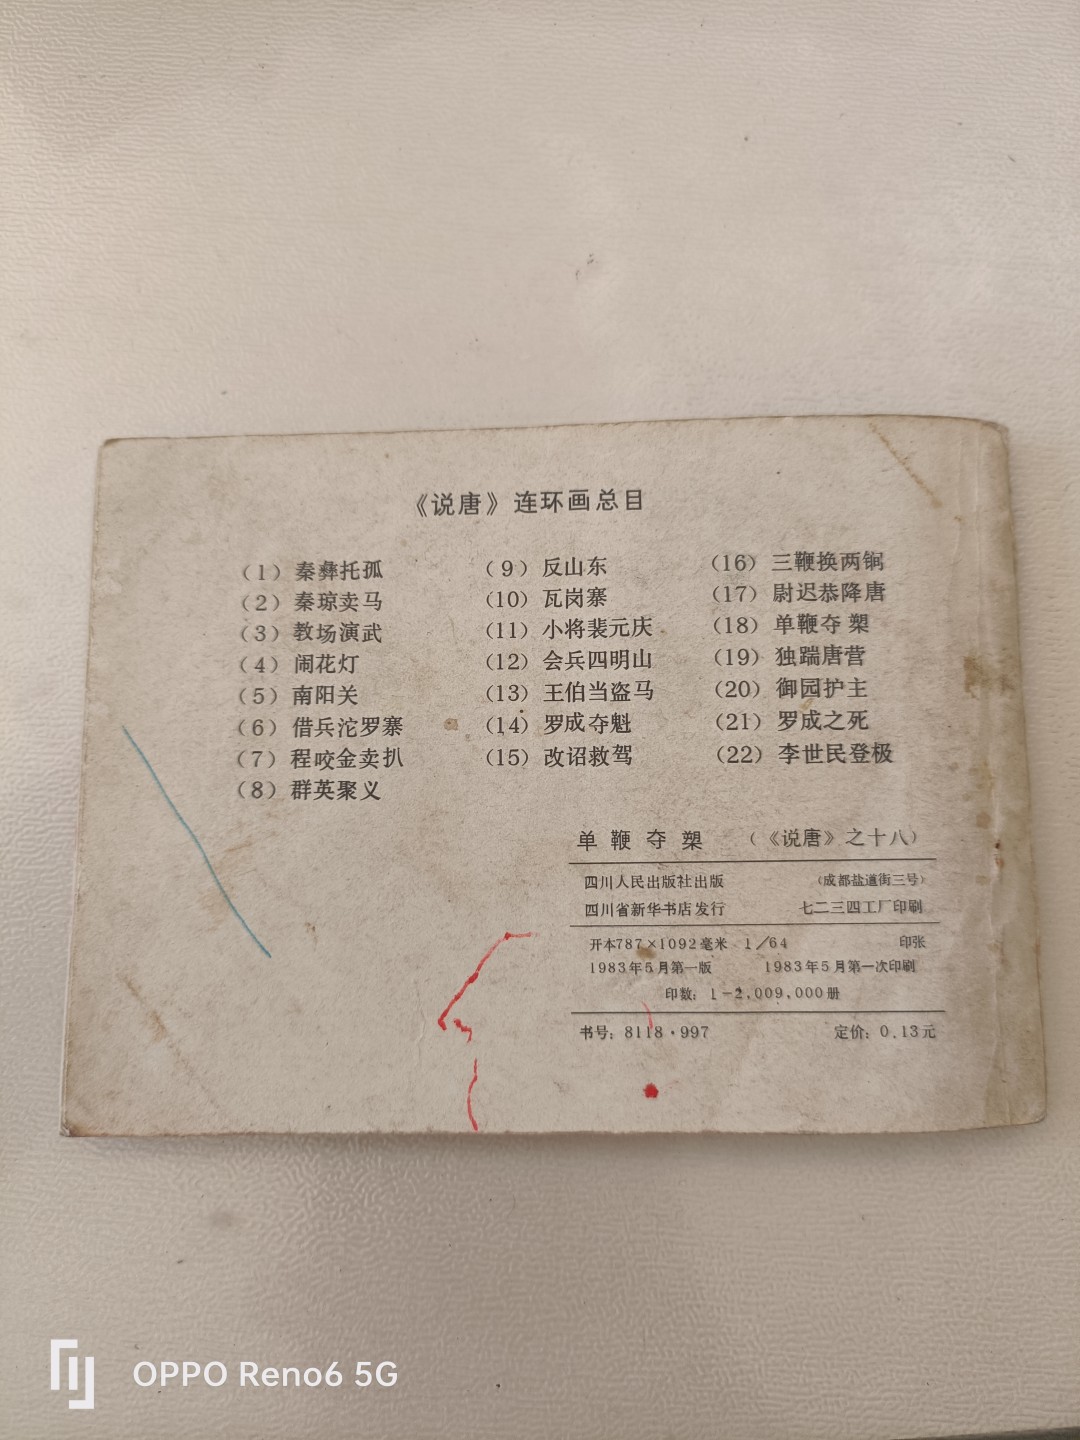 《说唐》连环画总目
（1）秦彝托孤
（2）秦琼卖马
（3）教场演武
（4）闹花灯
（5）南阳关
（6）借兵沱罗寨
（7）程咬金卖扒
（8）群英聚义
（9）反山东
（10）瓦岗寨
（11）小将裴元庆
（12）会兵四明山
（13）王伯当盗马
（14）罗成夺魁
（15）改诏救驾
（16）三鞭换两锏
（17）尉迟恭降唐
（18）单鞭夺槊
（19）独踹唐营
（20）御园护主
（21）罗成之死
（22）李世民登极
单鞭夺槊 （《说唐》之十八）
四川人民出版社出版 （成都盐道街三号）
四川省新华书店发行 七二三四工厂印刷
开本787×1092毫米 1/64 印张
1983年5月第一版 1983年5月第一次印刷
印数：1－2,009,000册
书号：8118·997 定价：0.13元
OPPO Reno6 5G